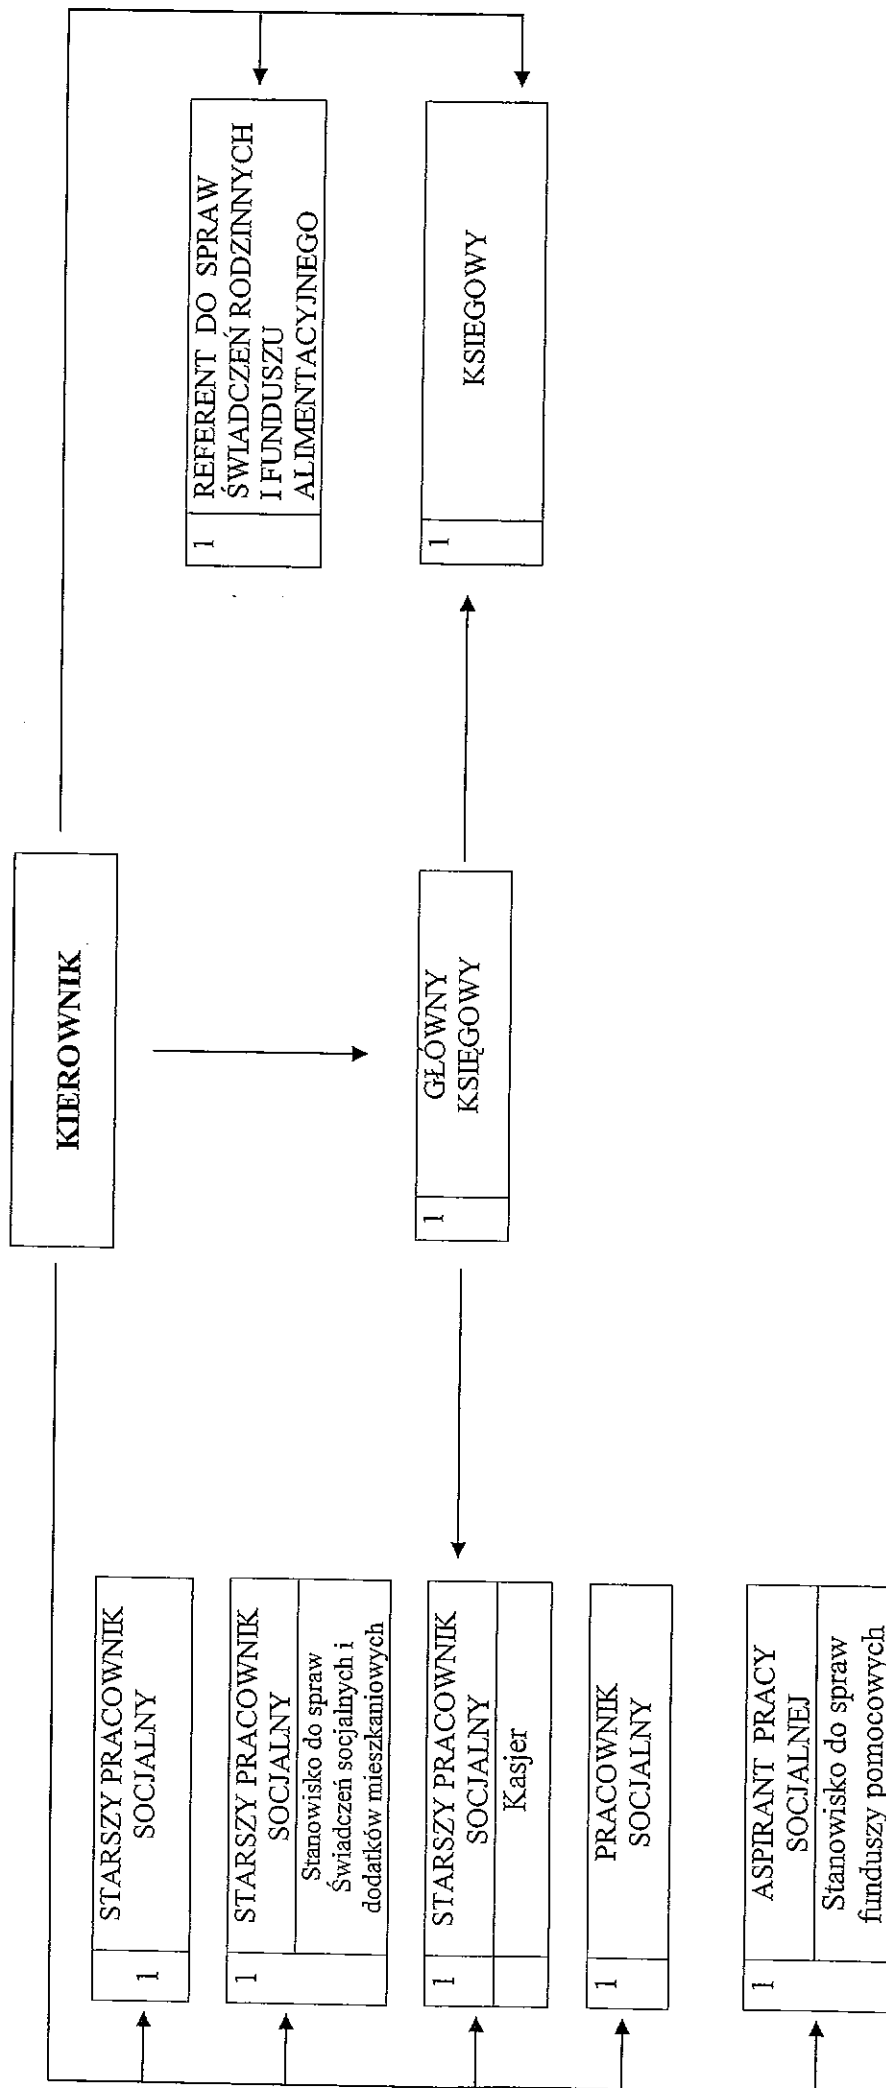 KIEROWNIK
1
STARSZY PRACOWNIK
SOCJALNY
1
STARSZY PRACOWNIK
SOCJALNY
Stanowisko do spraw
Świadczeń socjalnych i
dodatków mieszkaniowych
1
STARSZY PRACOWNIK
SOCJALNY
Kasjer
1
PRACOWNIK
SOCJALNY
1
ASPIRANT PRACY
SOCJALNEJ
Stanowisko do spraw
funduszy pomocowych
1
GŁÓWNY
KSIĘGOWY
1
REFERENT DO SPRAW
ŚWIADCZEŃ RODZINNYCH
I FUNDUSZU
ALIMENTACYJNEGO
1
KSIEGOWY